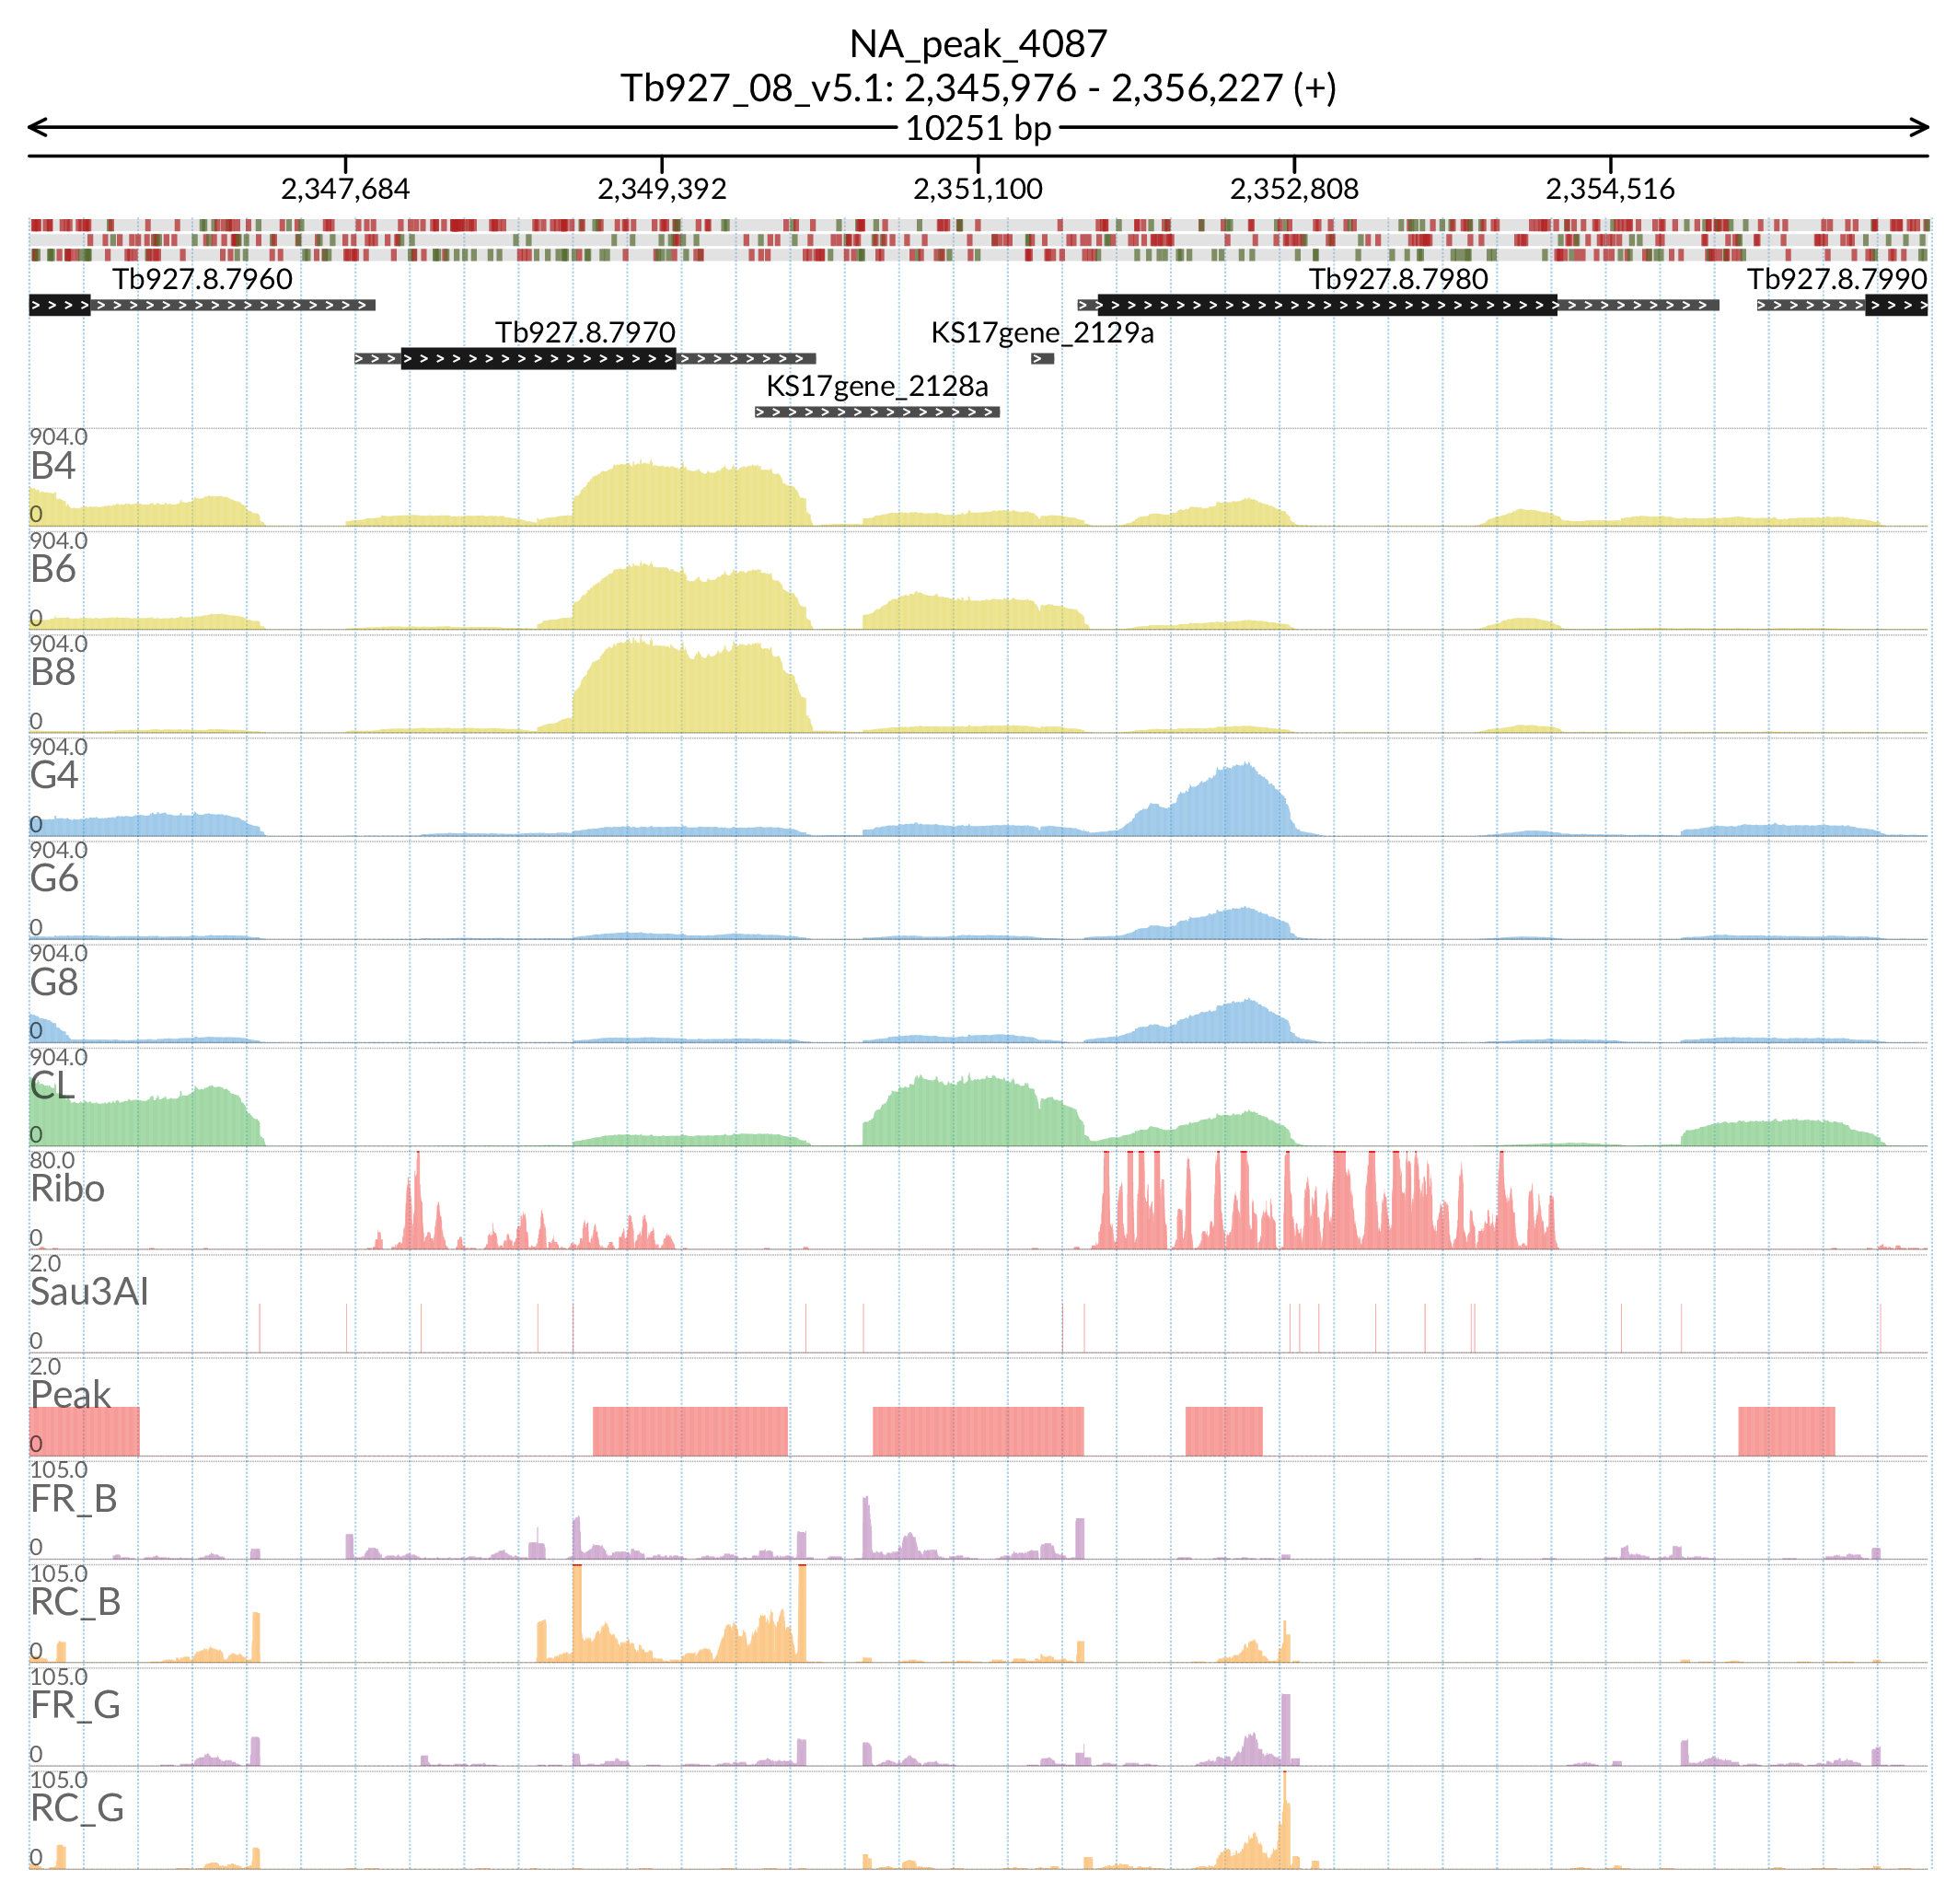 NA_peak_4087
Tb927_08_v5.1: 2,345,976 - 2,356,227 (+)
10251 bp
2,347,684 2,349,392 2,351,100 2,352,808 2,354,516
Tb927.8.7960 Tb927.8.7980 Tb927.8.7990
Tb927.8.7970 KS17gene_2129a
KS17gene_2128a
904.0
B4
0
904.0
B6
0
904.0
B8
0
904.0
G4
0
904.0
G6
0
904.0
G8
0
904.0
CL
0
80.0
Ribo
0
2.0
Sau3AI
0
2.0
Peak
0
105.0
FR_B
0
105.0
RC_B
0
105.0
FR_G
0
105.0
RC_G
0